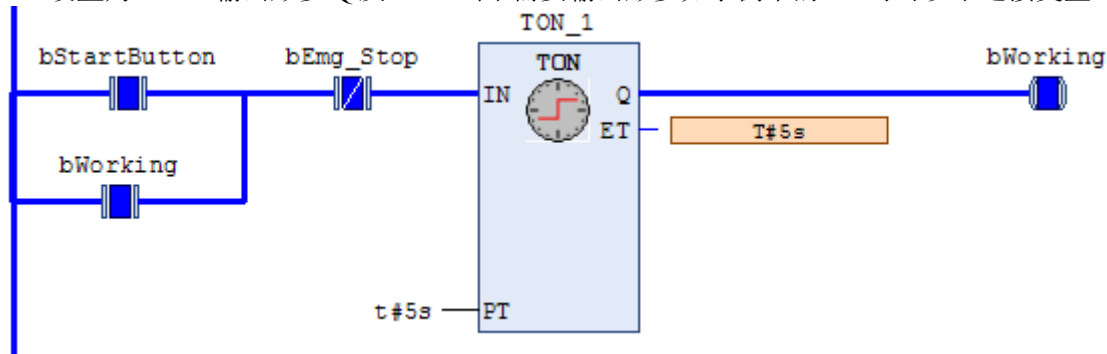 TON_1
bStartButton
bEmg_Stop
TON
bWorking
IN
Q
ET
T#5s
bWorking
t#5s
PT